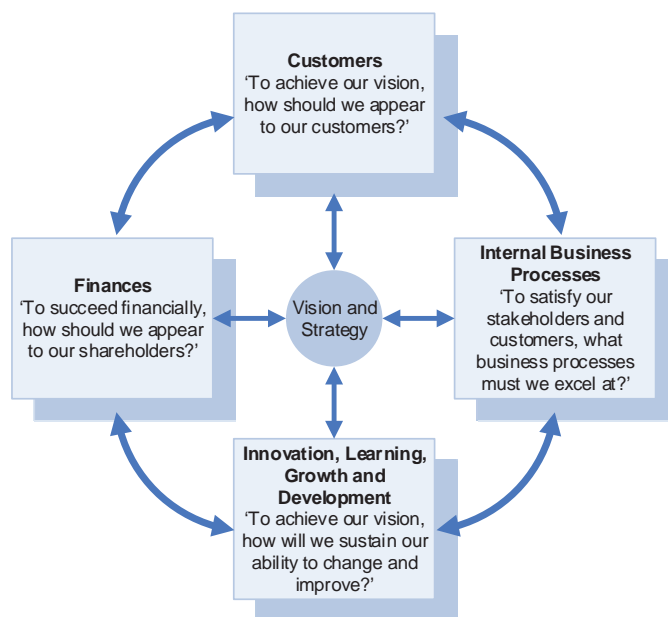 Customers
‘To achieve our vision,
how should we appear
to our customers?’
Finances
‘To succeed financially,
how should we appear
to our shareholders?’
Vision and
Strategy
Internal Business
Processes
‘To satisfy our
stakeholders and
customers, what
business processes
must we excel at?’
Innovation, Learning,
Growth and
Development
‘To achieve our vision,
how will we sustain our
ability to change and
improve?’